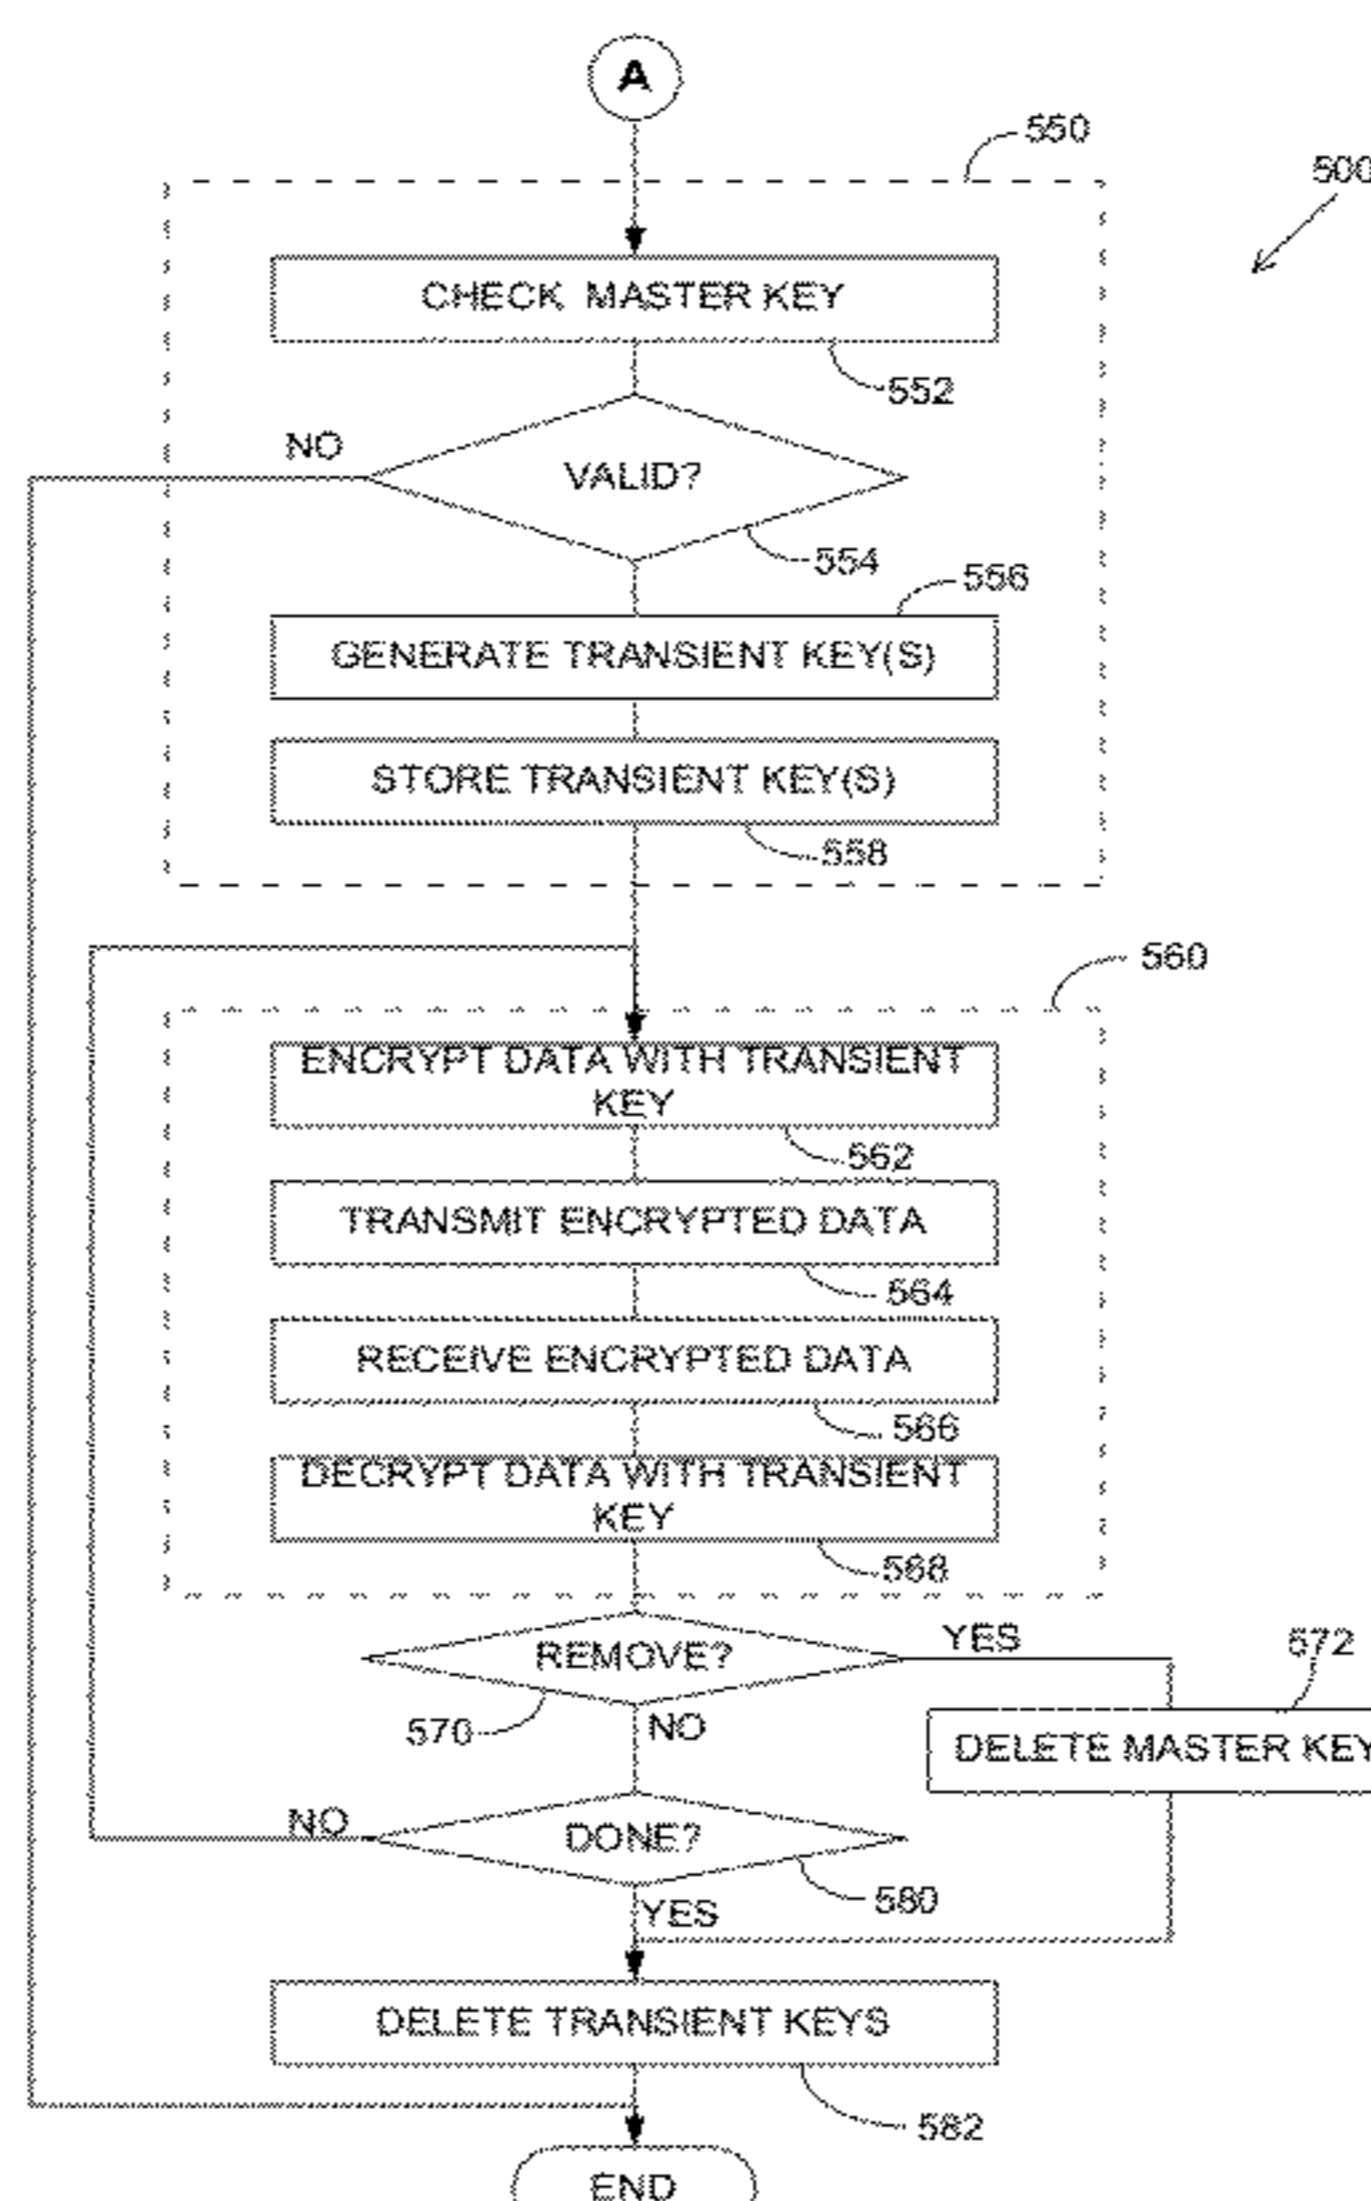 A
550
500
CHECK MASTER KEY
552
NO
VALID?
554
556
GENERATE TRANSIENT KEY(S)
STORE TRANSIENT KEY(S)
558
560
ENCRYPT DATA WITH TRANSIENT
KEY
562
TRANSMIT ENCRYPTED DATA
564
RECEIVE ENCRYPTED DATA
566
DECRYPT DATA WITH TRANSIENT
KEY
568
REMOVE?
YES
572
570
NO
DELETE MASTER KEY
NO
DONE?
580
YES
DELETE TRANSIENT KEYS
582
END